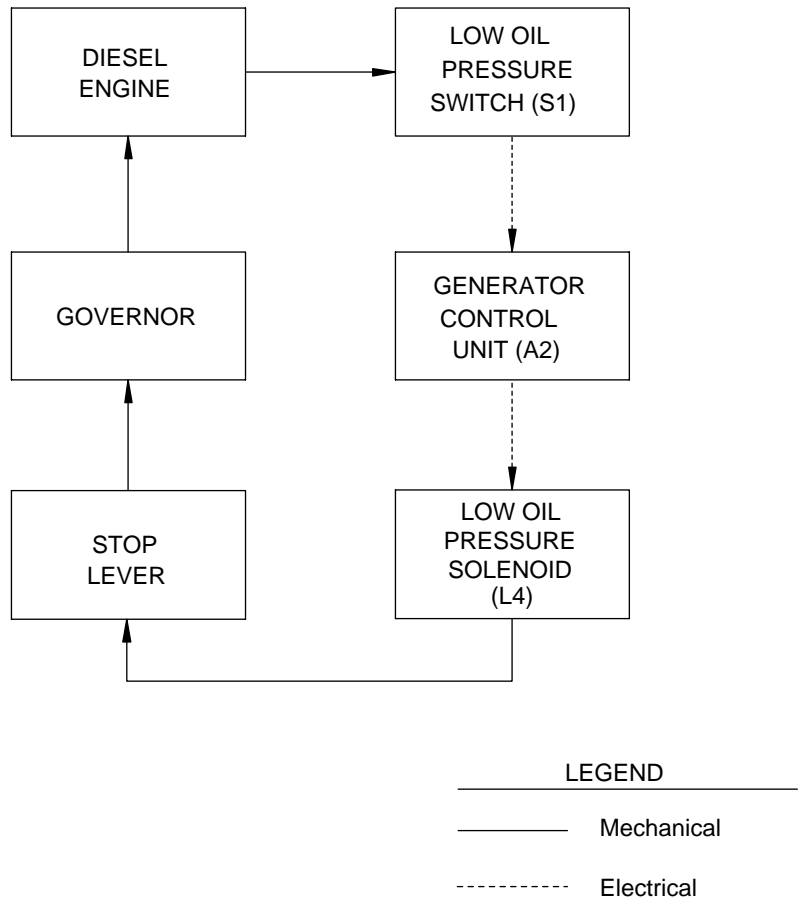 DIESEL
ENGINE
LOW OIL
PRESSURE
SWITCH (S1)
GOVERNOR
GENERATOR
CONTROL
UNIT (A2)
STOP
LEVER
LOW OIL
PRESSURE
SOLENOID
(L4)
LEGEND
Mechanical
Electrical